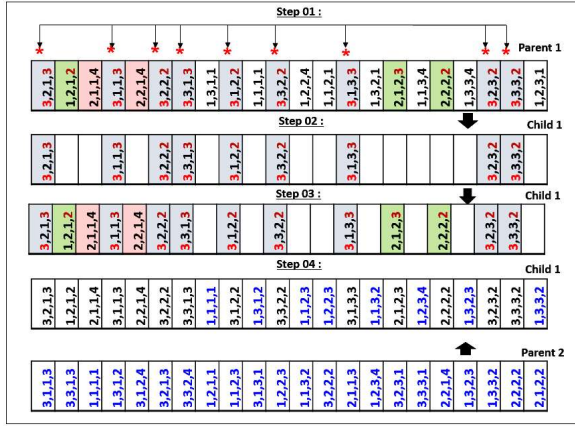 Step 01 :
* * * * * * * * *
Parent 1
3,2,1,3 1,2,1,2 2,1,1,4 3,1,1,3 2,2,1,4 3,2,2,2 3,3,1,3 1,3,1,1 3,1,2,2 1,1,1,1 3,3,2,2 1,2,2,4 1,1,2,1 3,1,3,3 1,3,2,1 2,1,2,3 1,1,3,4 2,2,2,2 1,3,3,4 3,2,3,2 3,3,3,2 1,2,3,1
Step 02 :
Child 1
3,2,1,3 3,1,1,3 3,2,2,2 3,3,1,3 3,1,2,2 3,3,2,2 3,1,3,3 3,2,3,2 3,3,3,2
Step 03 :
Child 1
3,2,1,3 1,2,1,2 2,1,1,4 3,1,1,3 2,2,1,4 3,2,2,2 3,3,1,3 3,1,2,2 3,3,2,2 3,1,3,3 2,1,2,3 2,2,2,2 3,2,3,2 3,3,3,2
Step 04 :
Child 1
3,2,1,3 1,2,1,2 2,1,1,4 3,1,1,3 2,2,1,4 3,2,2,2 3,3,1,3 1,1,1,1 3,1,2,2 1,3,1,2 3,3,2,2 1,1,2,3 1,2,2,3 3,1,3,3 1,1,3,2 2,1,2,3 1,2,3,4 2,2,2,2 1,3,2,3 3,2,3,2 3,3,3,2 1,3,3,2
Parent 2
3,1,1,3 3,3,1,3 1,1,1,1 1,3,1,2 3,1,2,4 3,2,1,3 3,3,2,4 2,1,3,1 1,1,2,3 3,1,3,1 1,2,2,3 3,2,2,2 2,1,1,3 1,1,3,2 1,2,3,4 3,2,3,1 3,3,3,1 2,2,1,4 1,3,2,3 1,3,3,2 2,2,2,2 2,1,2,2